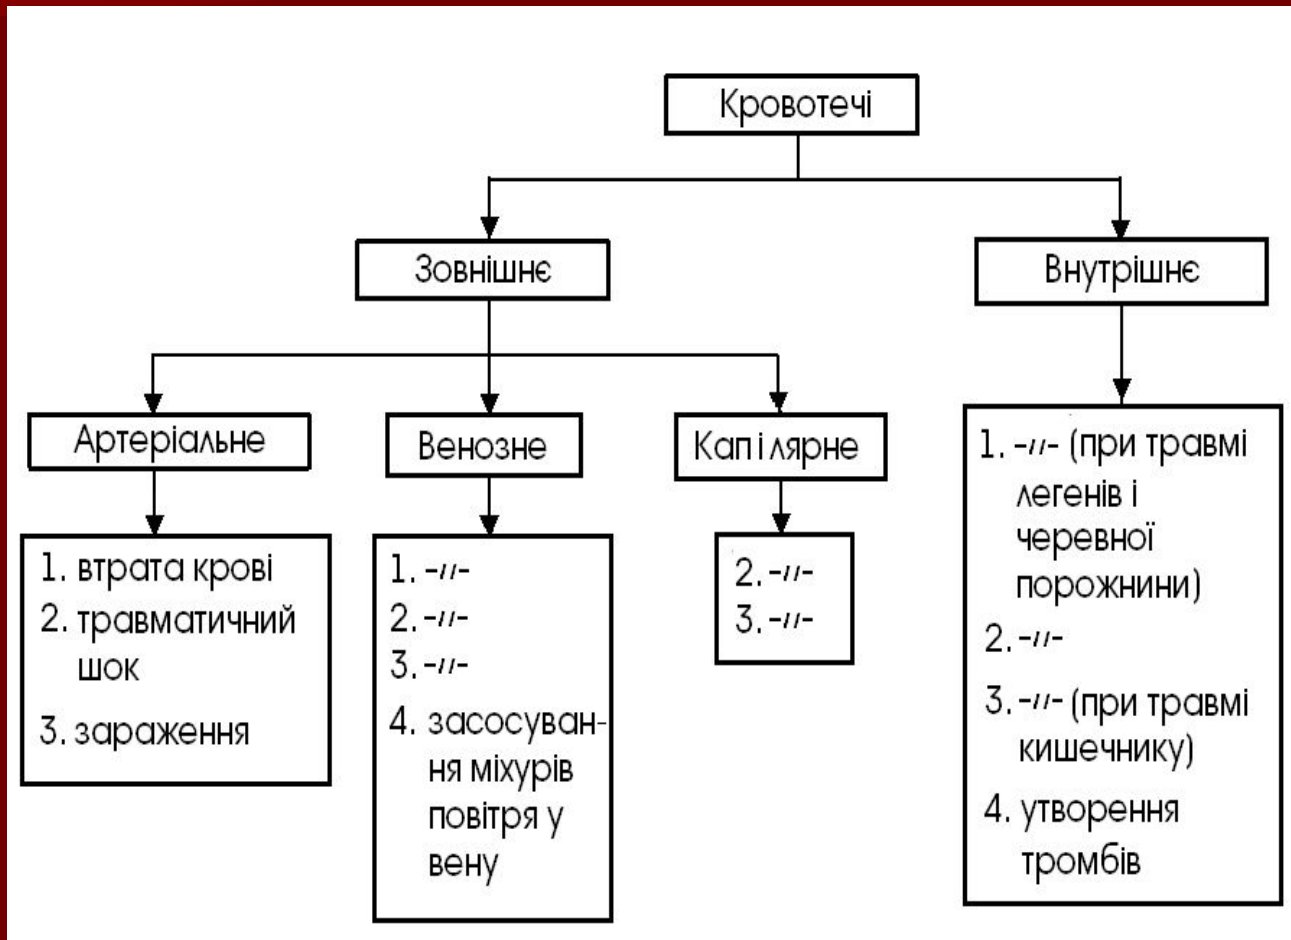 Кровотечі
Зовнішнє
Внутрішнє
Артеріальне
Венозне
Капілярне
1. втрата крові
2. травматичний
шок
3. зараження
1. -//-
2. -//-
3. -//-
4. засосуван-
ня міхурів
повітря у
вену
2. -//-
3. -//-
1. -//- (при травмі
легенів і
черевної
порожнини)
2. -//-
3. -//- (при травмі
кишечнику)
4. утворення
тромбів